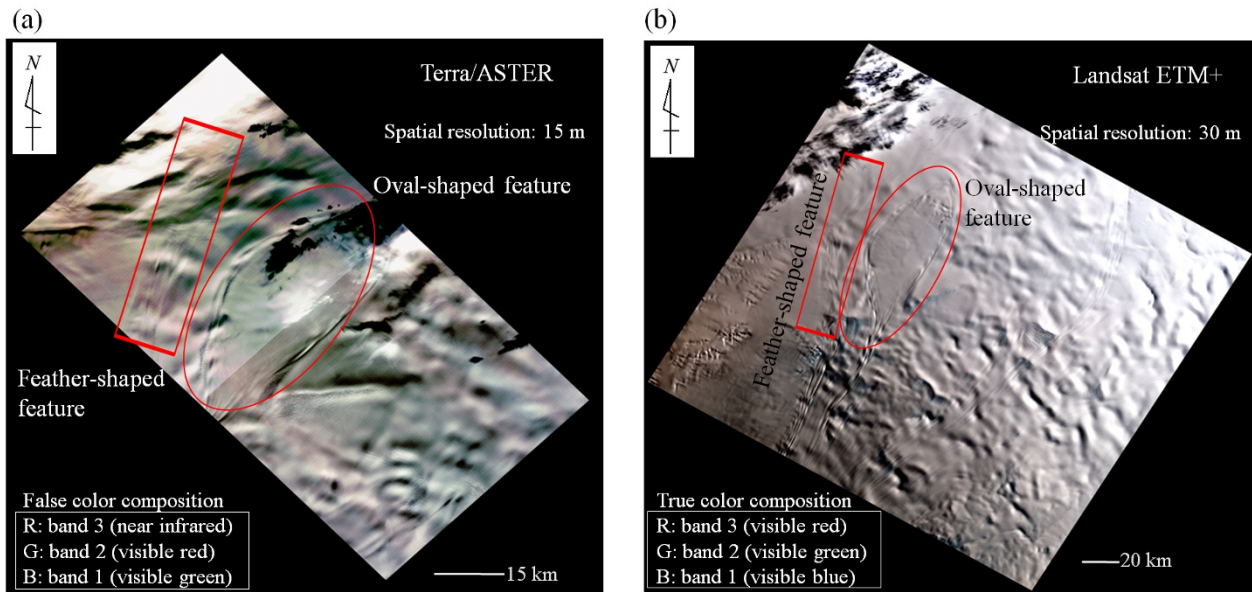 (a)
N
Terra/ASTER
Spatial resolution: 15 m
Oval-shaped feature
Feather-shaped
feature
False color composition
R: band 3 (near infrared)
G: band 2 (visible red)
B: band 1 (visible green)
15 km
(b)
N
Landsat ETM+
Spatial resolution: 30 m
Oval-shaped
feature
Feather-shaped feature
True color composition
R: band 3 (visible red)
G: band 2 (visible green)
B: band 1 (visible blue)
20 km